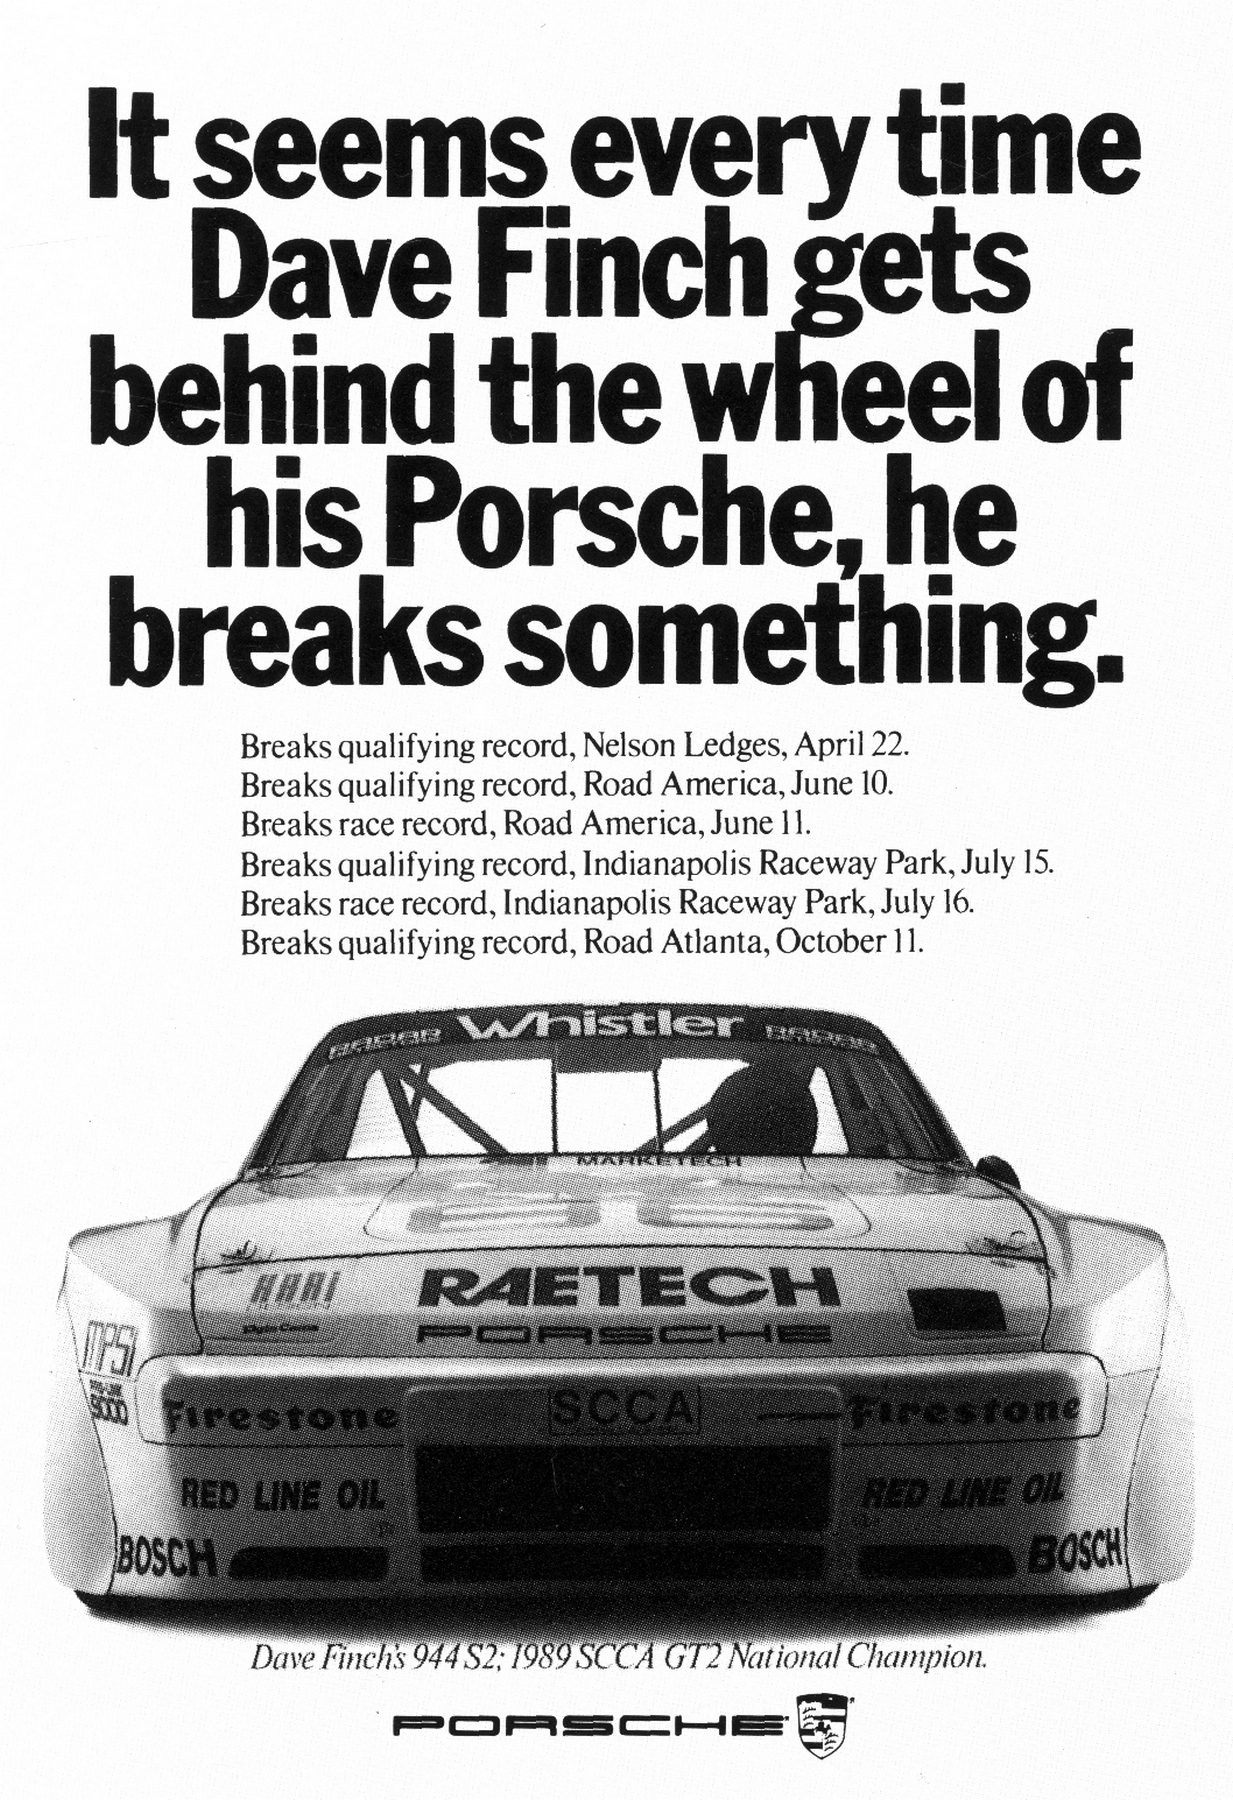 It seems every time
Dave Finch gets
behind the wheel of
his Porsche, he
breaks something.
Breaks qualifying record, Nelson Ledges, April 22.
Breaks qualifying record, Road America, June 10.
Breaks race record, Road America, June 11.
Breaks qualifying record, Indianapolis Raceway Park, July 15.
Breaks race record, Indianapolis Raceway Park, July 16.
Breaks qualifying record, Road Atlanta, October 11.
RADAR Whistler RADAR
MARKETECH
RAETECH
PORSCHE
MPSI
Firestone SCCA Firestone
RED LINE OIL RED LINE OIL
BOSCH BOSCH
Dave Finch's 944 S2; 1989 SCCA GT2 National Champion.
PORSCHE